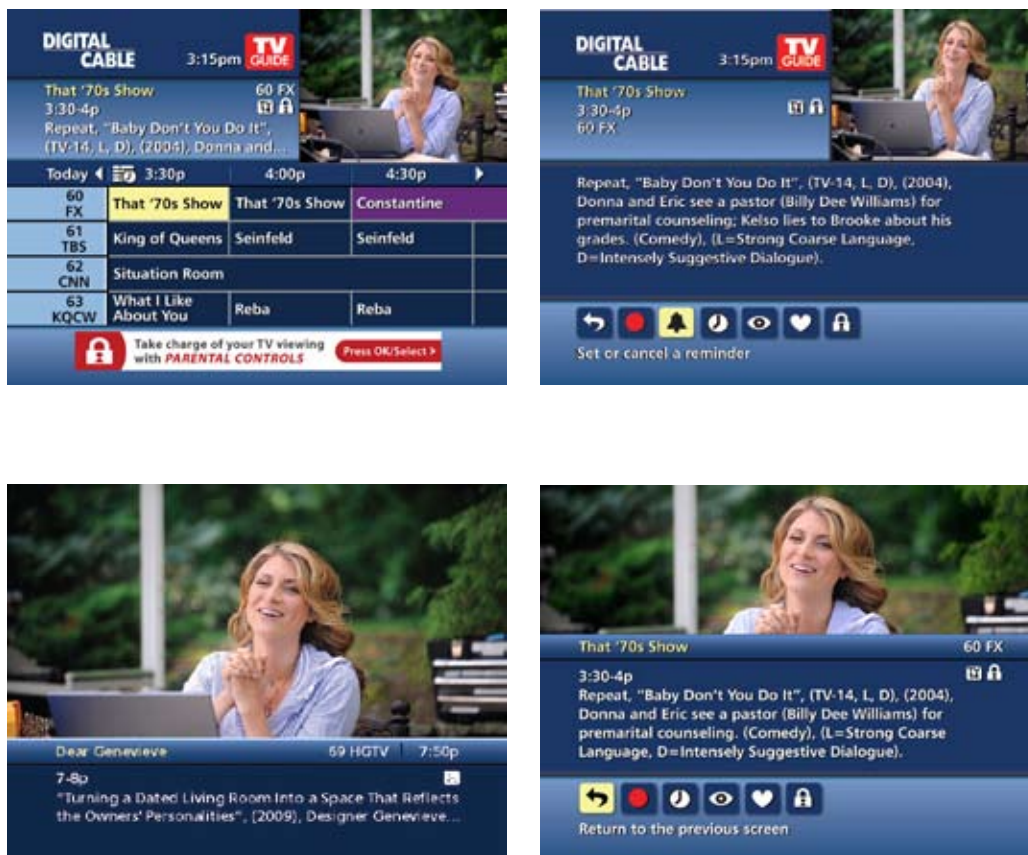 DIGITAL
CABLE
3:15pm
TV
GUIDE
That '70s Show 60 FX
3:30-4p
Repeat, "Baby Don't You Do It",
(TV-14, L, D), (2004), Donna and...
Today 3:30p 4:00p 4:30p
60
FX
That '70s Show That '70s Show Constantine
61
TBS
King of Queens Seinfeld Seinfeld
62
CNN
Situation Room
63
KQCW
What I Like
About You
Reba Reba
Take charge of your TV viewing
with PARENTAL CONTROLS
Press OK/Select >
DIGITAL
CABLE
3:15pm
TV
GUIDE
That '70s Show
3:30-4p
60 FX
Repeat, "Baby Don't You Do It", (TV-14, L, D), (2004),
Donna and Eric see a pastor (Billy Dee Williams) for
premarital counseling; Kelso lies to Brooke about his
grades. (Comedy), (L=Strong Coarse Language,
D=Intensely Suggestive Dialogue).
Set or cancel a reminder
Dear Genevieve 69 HGTV 7:50p
7-8p
"Turning a Dated Living Room Into a Space That Reflects
the Owners' Personalities", (2009), Designer Genevieve...
That '70s Show 60 FX
3:30-4p
Repeat, "Baby Don't You Do It", (TV-14, L, D), (2004),
Donna and Eric see a pastor (Billy Dee Williams) for
premarital counseling. (Comedy), (L=Strong Coarse
Language, D=Intensely Suggestive Dialogue).
Return to the previous screen